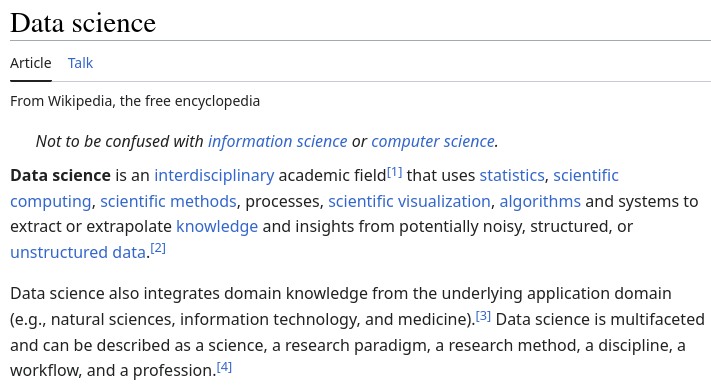 Data science
Article Talk
From Wikipedia, the free encyclopedia
Not to be confused with information science or computer science.
Data science is an interdisciplinary academic field[1] that uses statistics, scientific
computing, scientific methods, processes, scientific visualization, algorithms and systems to
extract or extrapolate knowledge and insights from potentially noisy, structured, or
unstructured data.[2]
Data science also integrates domain knowledge from the underlying application domain
(e.g., natural sciences, information technology, and medicine).[3] Data science is multifaceted
and can be described as a science, a research paradigm, a research method, a discipline, a
workflow, and a profession.[4]